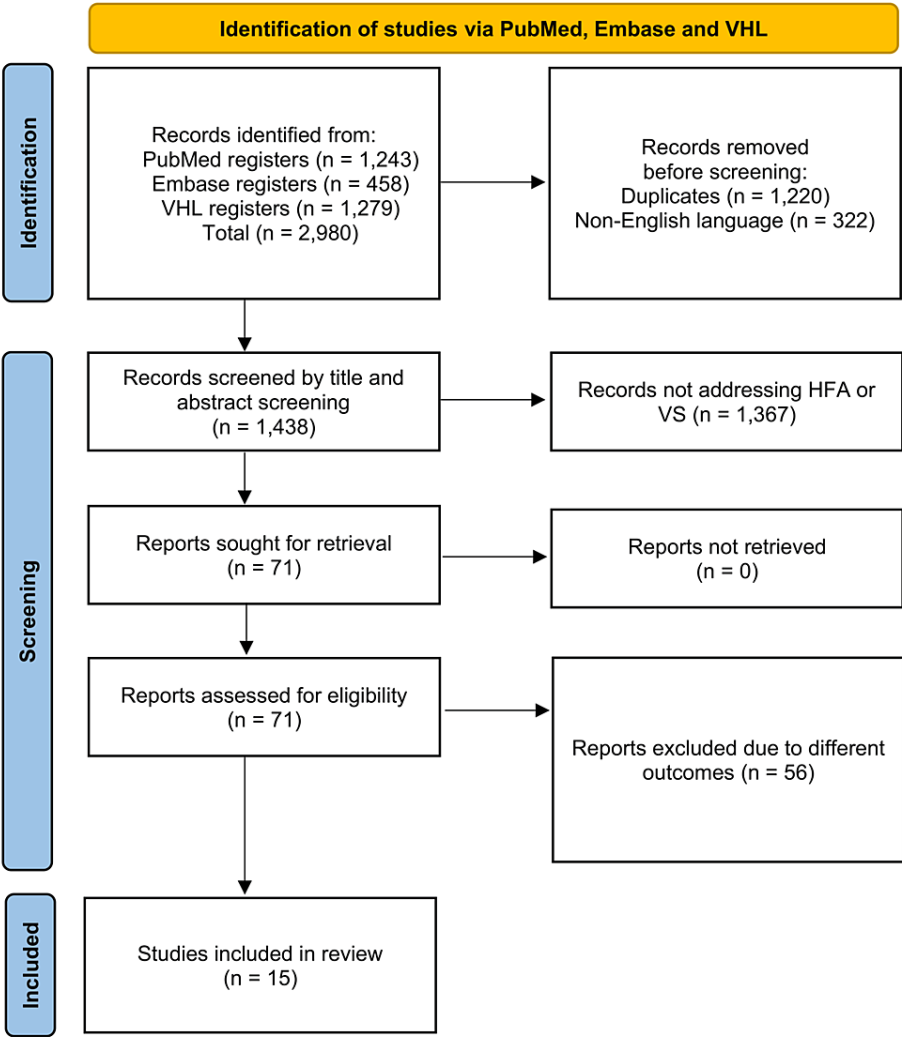 Identification of studies via PubMed, Embase and VHL
Identification
Records identified from:
PubMed registers (n = 1,243)
Embase registers (n = 458)
VHL registers (n = 1,279)
Total (n = 2,980)
Records removed
before screening:
Duplicates (n = 1,220)
Non-English language (n = 322)
Screening
Records screened by title and
abstract screening
(n = 1,438)
Records not addressing HFA or
VS (n = 1,367)
Reports sought for retrieval
(n = 71)
Reports not retrieved
(n = 0)
Reports assessed for eligibility
(n = 71)
Reports excluded due to different
outcomes (n = 56)
Included
Studies included in review
(n = 15)